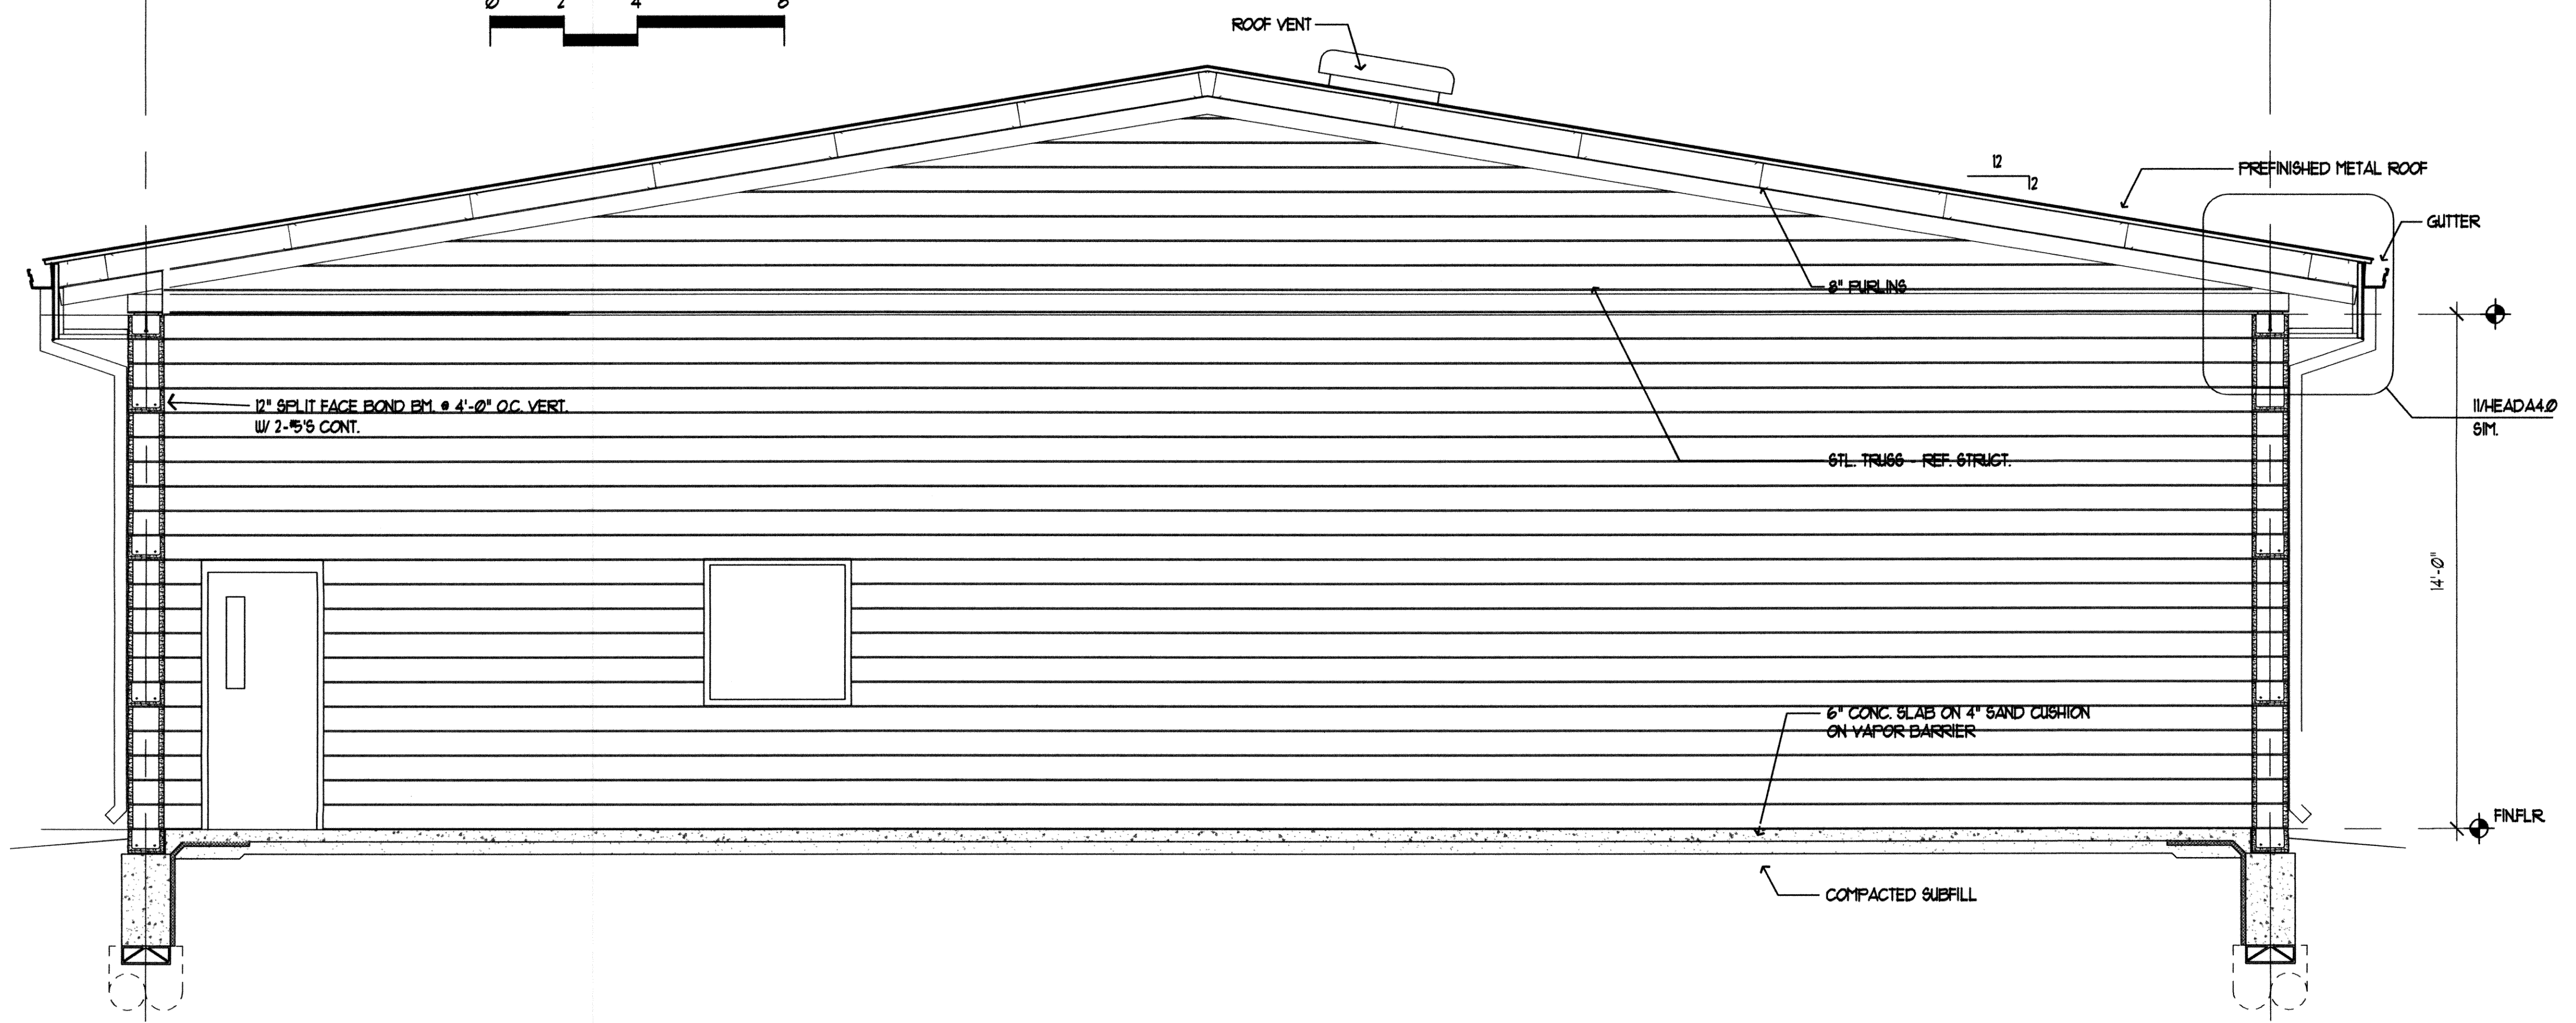 0 2 4 8
ROOF VENT
12
12
PREFINISHED METAL ROOF
GUTTER
8" PURLINS
12" SPLIT FACE BOND BM. @ 4'-0" O.C. VERT.
W/ 2-#5'S CONT.
11/HEADA4.0
SIM.
STL. TRUSS - REF. STRUCT.
14'-0"
6" CONC. SLAB ON 4" SAND CUSHION
ON VAPOR BARRIER
FIN.FLR.
COMPACTED SUBFILL